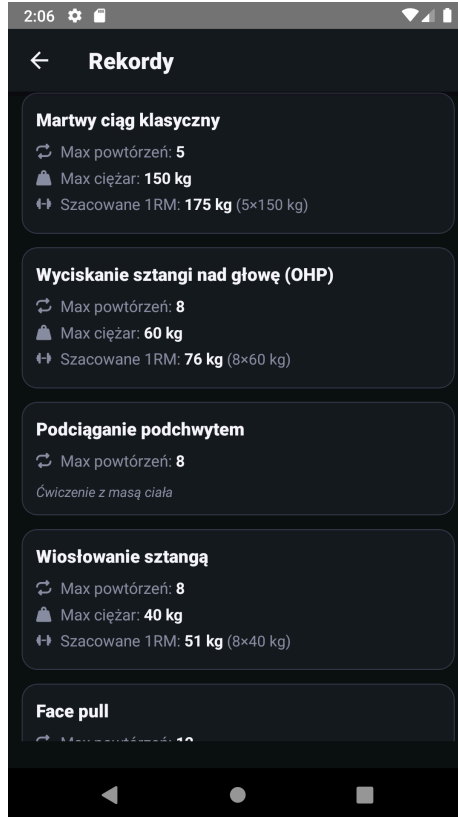 2:06
Rekordy
Martwy ciąg klasyczny
Max powtórzeń: 5
Max ciężar: 150 kg
Szacowane 1RM: 175 kg (5×150 kg)
Wyciskanie sztangi nad głowę (OHP)
Max powtórzeń: 8
Max ciężar: 60 kg
Szacowane 1RM: 76 kg (8×60 kg)
Podciąganie podchwytem
Max powtórzeń: 8
Ćwiczenie z masą ciała
Wiosłowanie sztangą
Max powtórzeń: 8
Max ciężar: 40 kg
Szacowane 1RM: 51 kg (8×40 kg)
Face pull
Max powtórzeń: 12